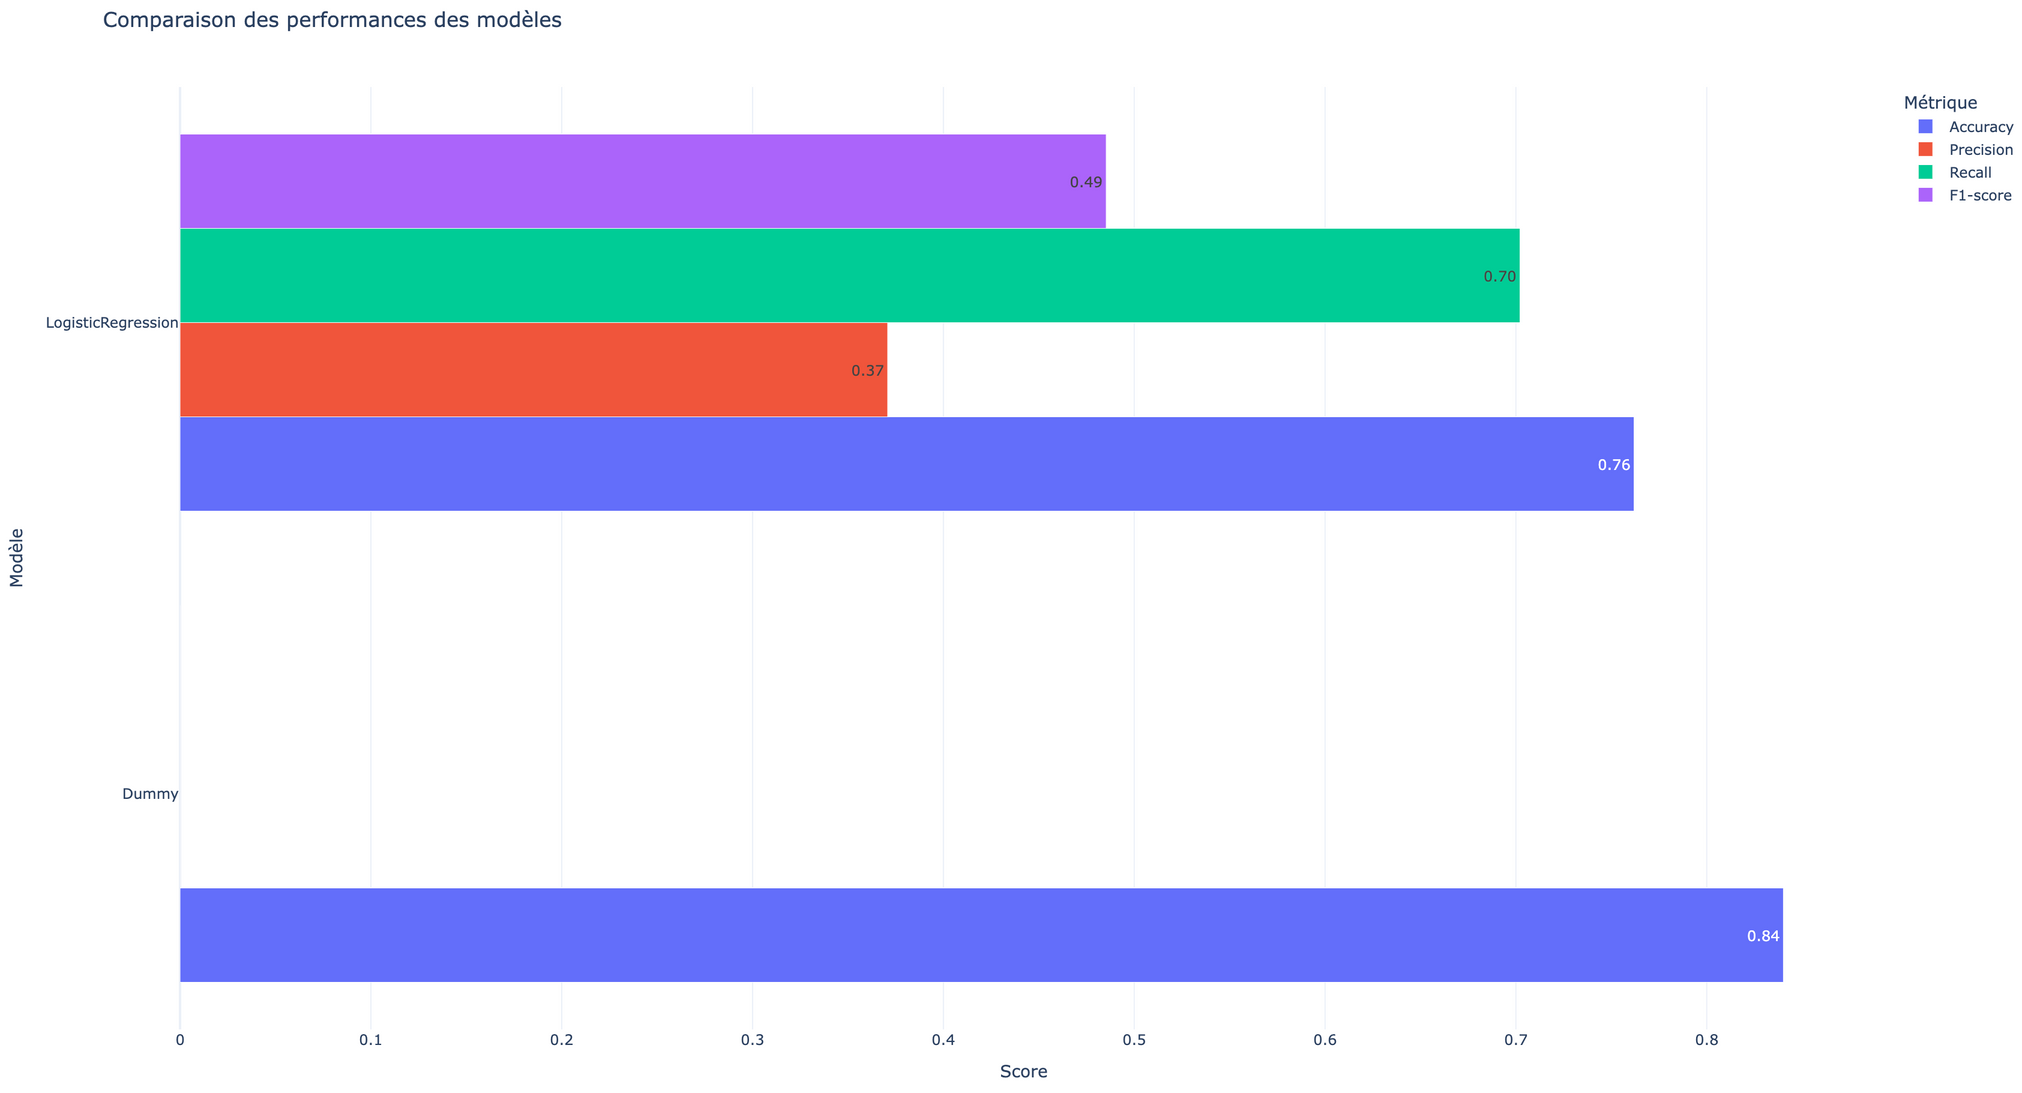 Comparaison des performances des modèles
Métrique
Accuracy
Precision
Recall
F1-score
0.49
0.70
LogisticRegression
0.37
0.76
Modèle
Dummy
0.84
0 0.1 0.2 0.3 0.4 0.5 0.6 0.7 0.8
Score